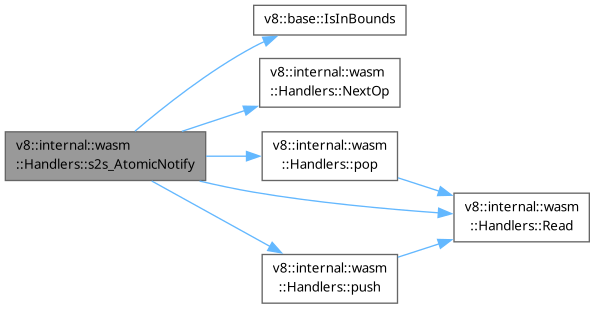 v8::internal::wasm
::Handlers::s2s_AtomicNotify
v8::base::IsInBounds
v8::internal::wasm
::Handlers::NextOp
v8::internal::wasm
::Handlers::pop
v8::internal::wasm
::Handlers::Read
v8::internal::wasm
::Handlers::push